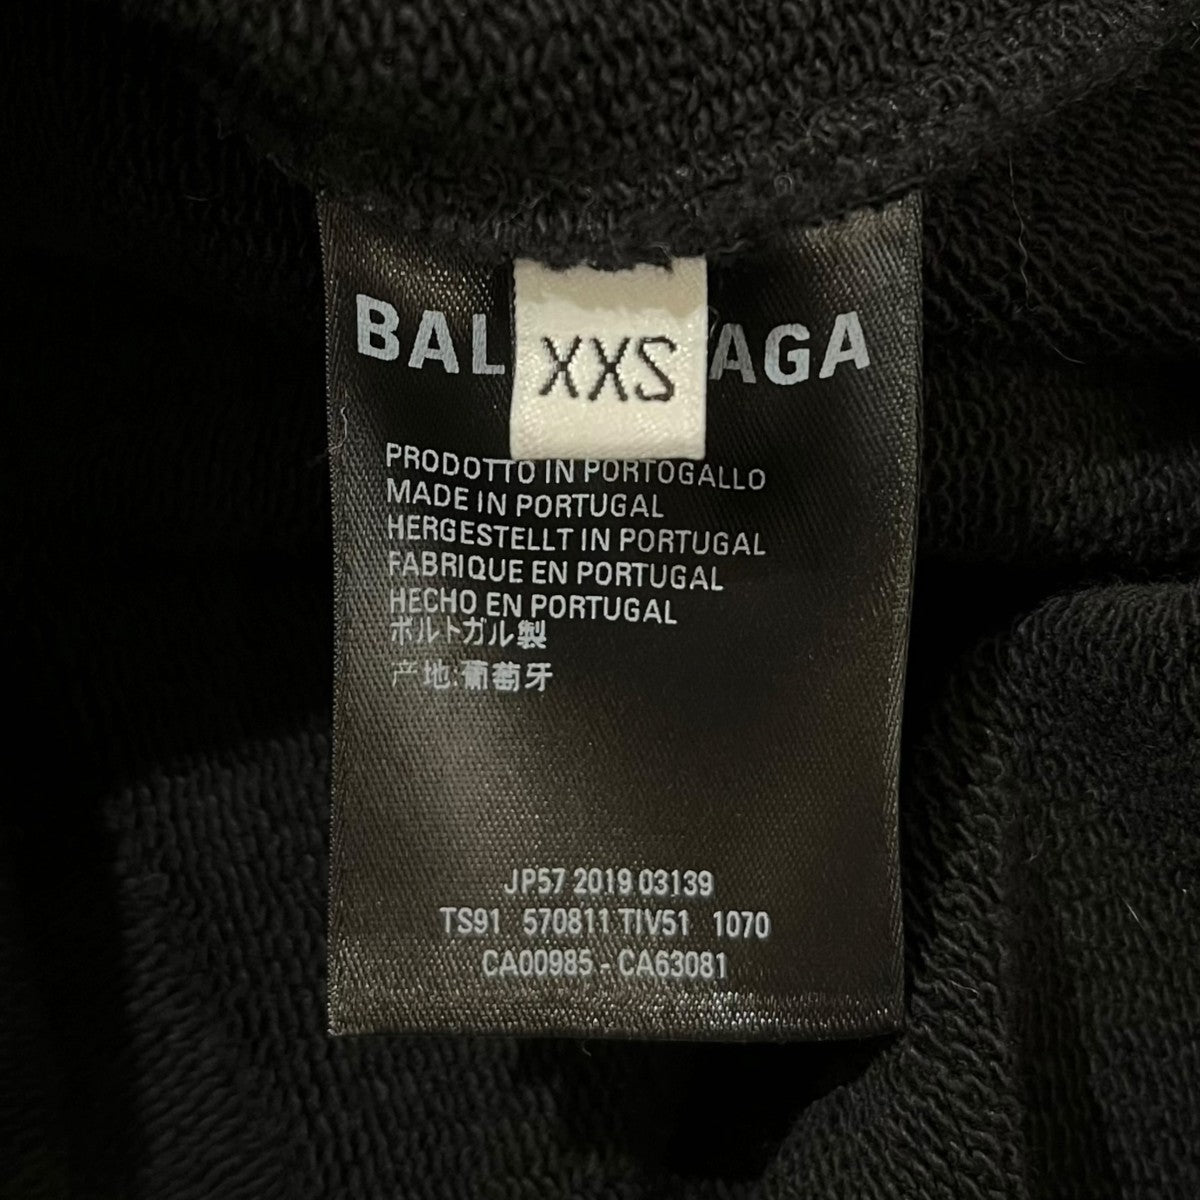 BAL AGA
XXS
PRODOTTO IN PORTOGALLO
MADE IN PORTUGAL
HERGESTELLT IN PORTUGAL
FABRIQUE EN PORTUGAL
HECHO EN PORTUGAL
ポルトガル製
产地:葡萄牙
JP57 2019 03139
TS91 570811 TIV51 1070
CA00985 - CA63081